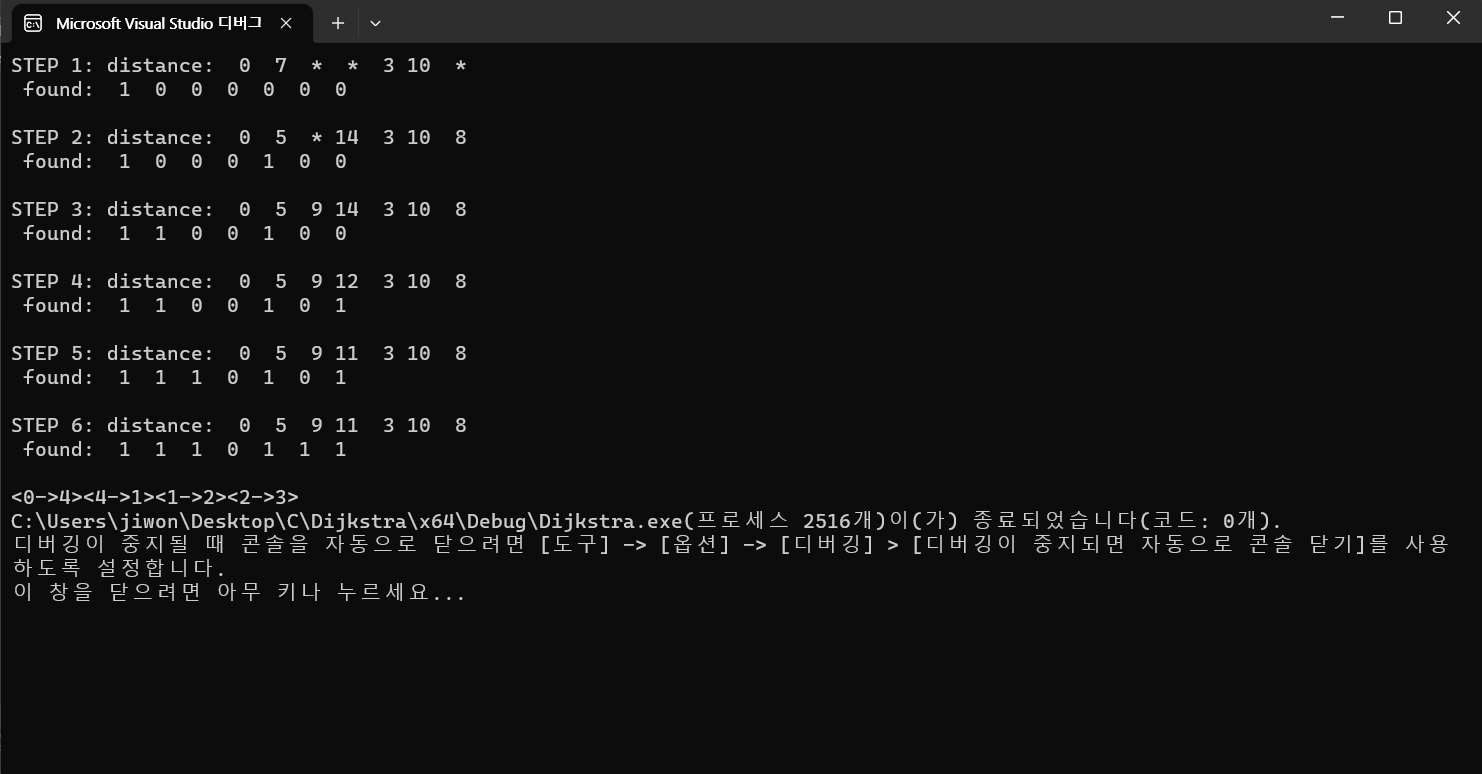 Microsoft Visual Studio 디버그
STEP 1: distance:  0  7  *  *  3 10  *
 found:  1  0  0  0  0  0  0
STEP 2: distance:  0  5  * 14  3 10  8
 found:  1  0  0  0  1  0  0
STEP 3: distance:  0  5  9 14  3 10  8
 found:  1  1  0  0  1  0  0
STEP 4: distance:  0  5  9 12  3 10  8
 found:  1  1  0  0  1  0  1
STEP 5: distance:  0  5  9 11  3 10  8
 found:  1  1  1  0  1  0  1
STEP 6: distance:  0  5  9 11  3 10  8
 found:  1  1  1  0  1  1  1
<0->4><4->1><1->2><2->3>
C:\Users\jiwon\Desktop\C\Dijkstra\x64\Debug\Dijkstra.exe(프로세스 2516개)이(가) 종료되었습니다(코드: 0개).
디버깅이 중지될 때 콘솔을 자동으로 닫으려면 [도구] -> [옵션] -> [디버깅] > [디버깅이 중지되면 자동으로 콘솔 닫기]를 사용
하도록 설정합니다.
이 창을 닫으려면 아무 키나 누르세요...